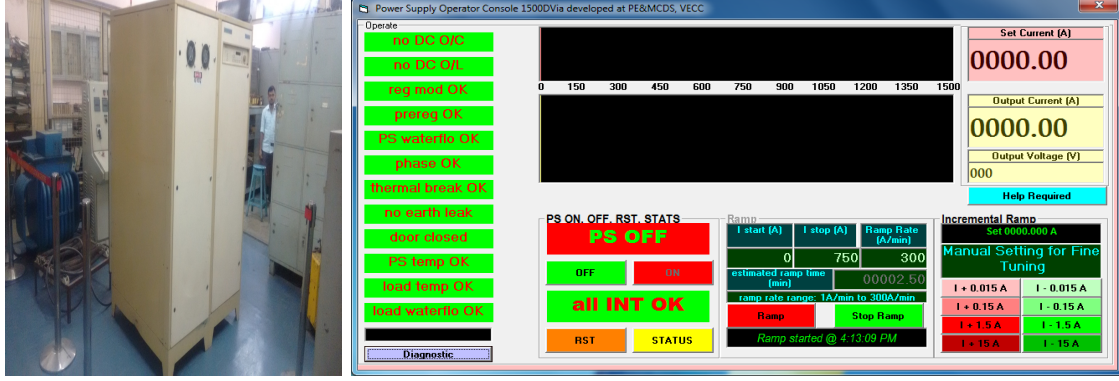 Power Supply Operator Console 1500DVia developed at PE&MCDS, VECC
Operate
no DC O/C
no DC O/L
reg mod OK
prereg OK
PS waterflo OK
phase OK
thermal break OK
no earth leak
door closed
PS temp OK
load temp OK
load waterflo OK
Diagnostic
0 150 300 450 600 750 900 1050 1200 1350 1500
Set Current (A)
0000.00
Output Current (A)
0000.00
Output Voltage (V)
000
Help Required
PS ON, OFF, RST, STATS
PS OFF
OFF ON
all INT OK
RST STATUS
Ramp
I start (A) I stop (A) Ramp Rate
(A/min)
0 750 300
estimated ramp time
(min)
00002.50
ramp rate range: 1A/min to 300A/min
Ramp Stop Ramp
Ramp started @ 4:13:09 PM
Incremental Ramp
Set 0000.000 A
Manual Setting for Fine
Tuning
I + 0.015 A I - 0.015 A
I + 0.15 A I - 0.15 A
I + 1.5 A I - 1.5 A
I + 15 A I - 15 A